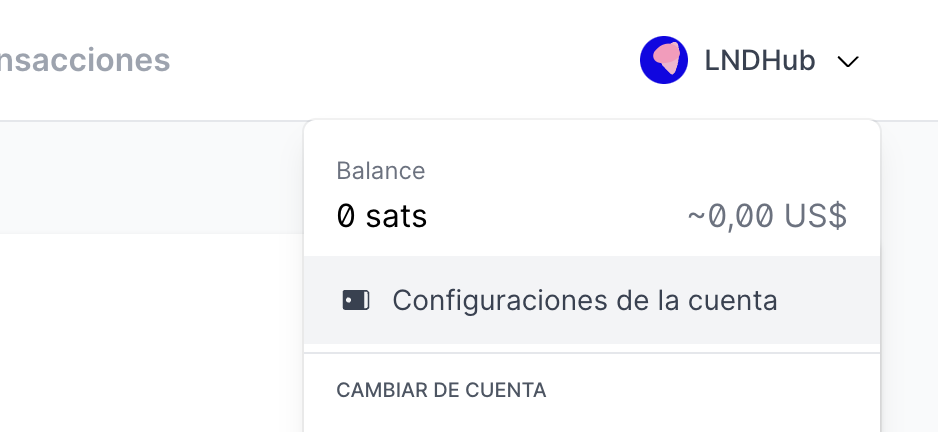 nsacciones
LNDHub
Balance
0 sats
~0,00 US$
Configuraciones de la cuenta
CAMBIAR DE CUENTA